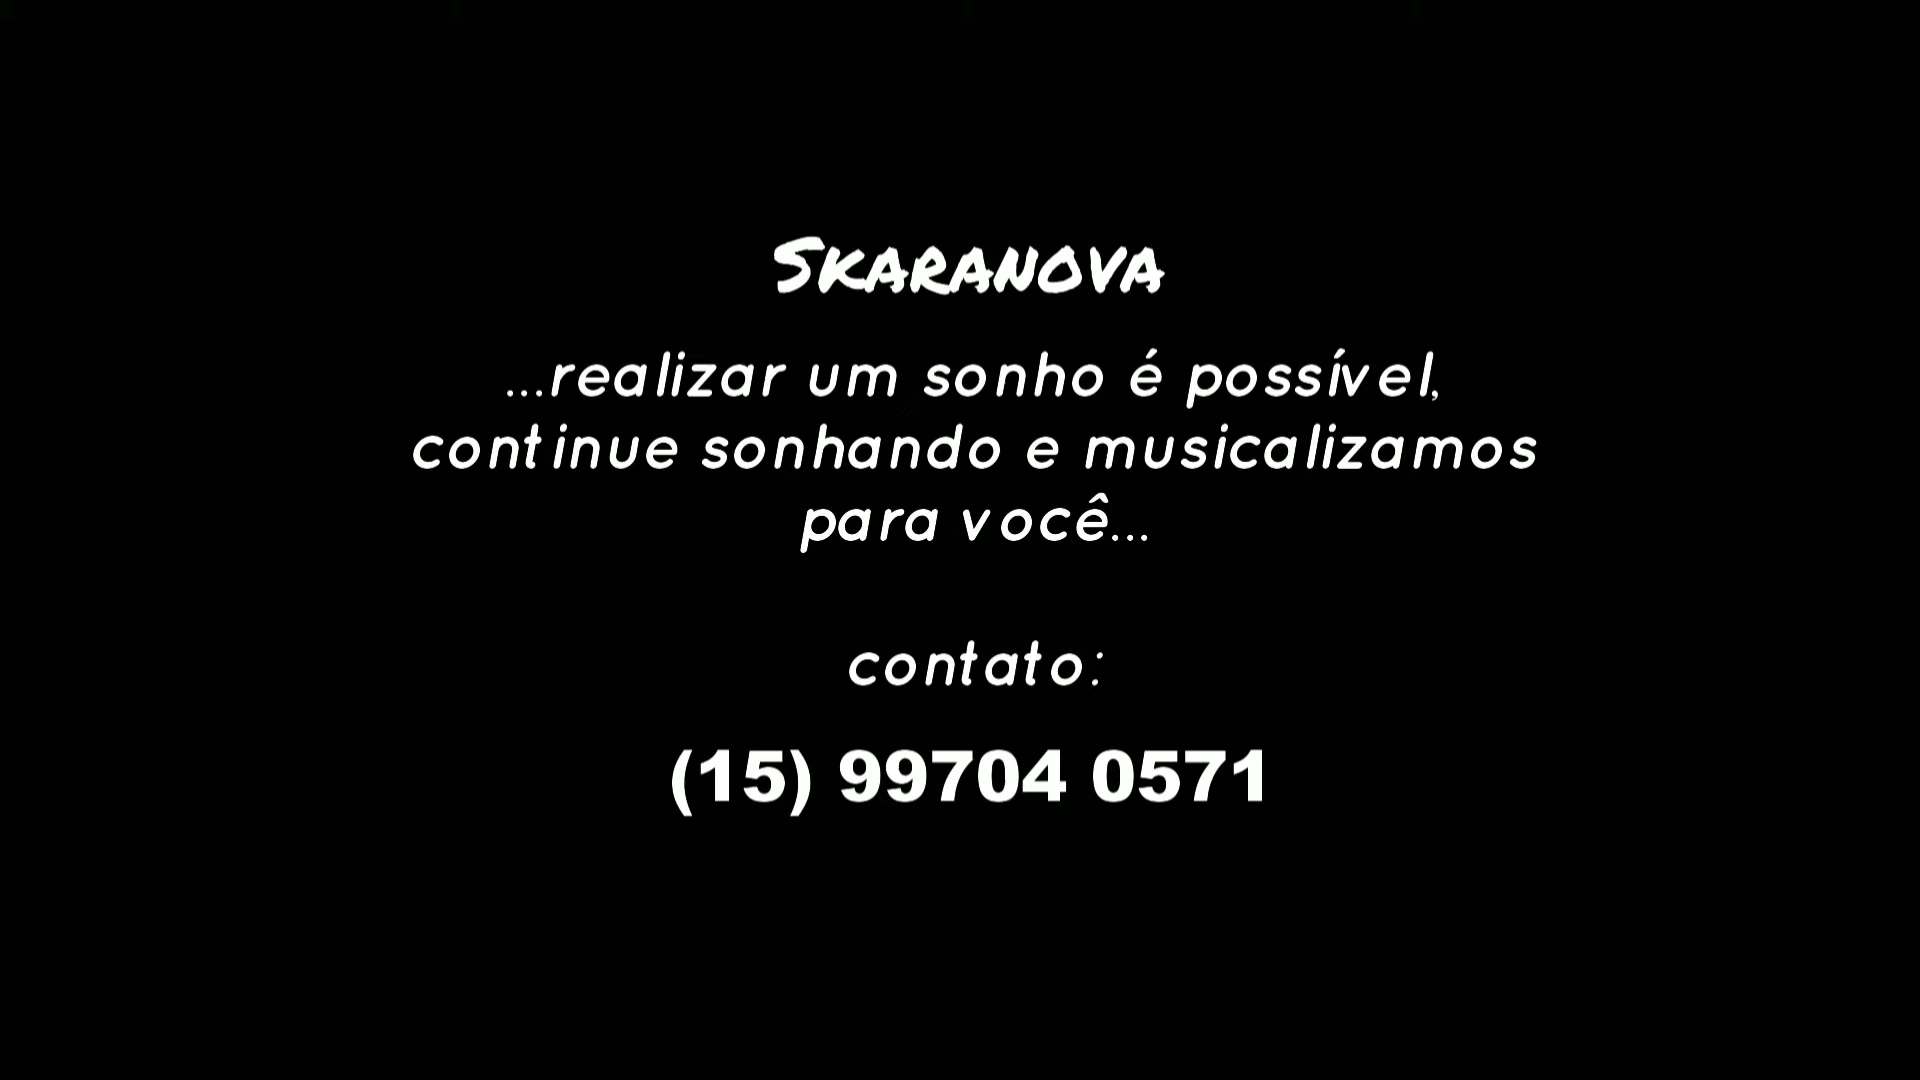 Skaranova
...realizar um sonho é possível,
continue sonhando e musicalizamos
para você...
contato:
(15) 99704 0571